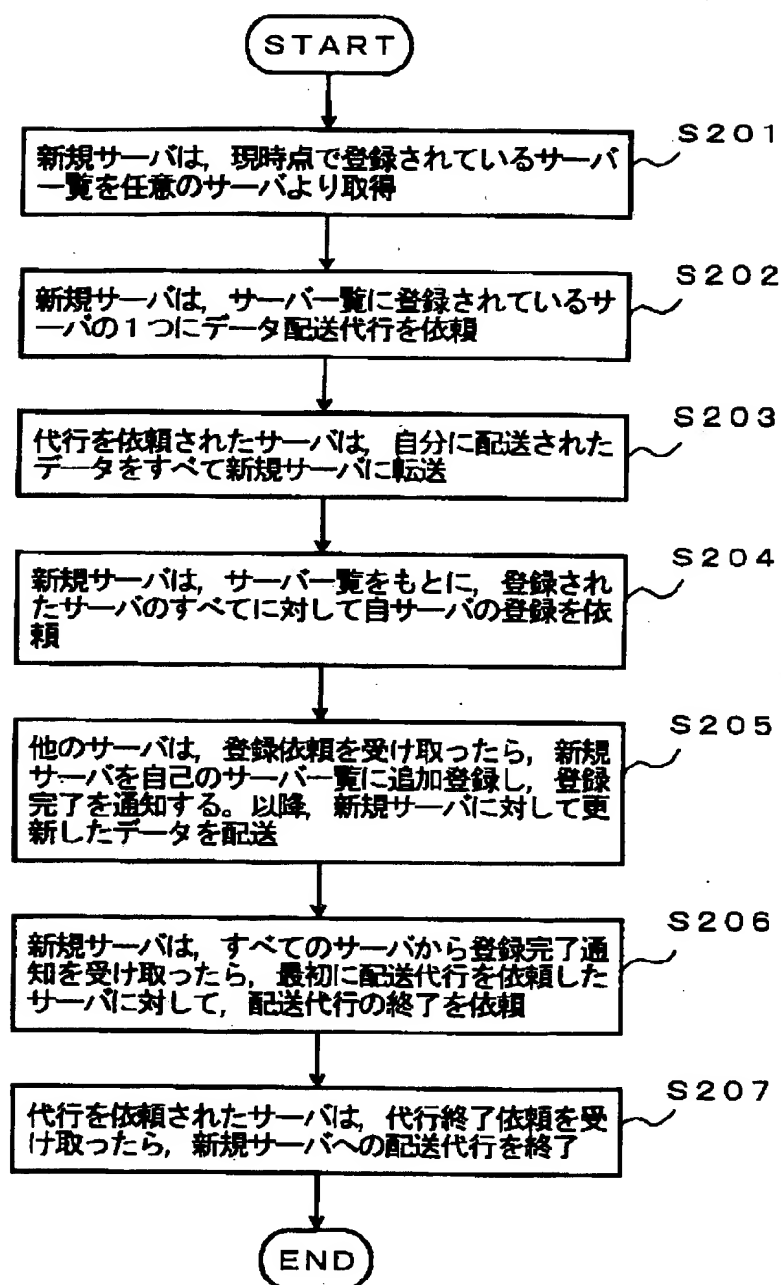 START
S201
新規サーバは，現時点で登録されているサーバ
一覧を任意のサーバより取得
S202
新規サーバは，サーバ一覧に登録されているサ
ーバの１つにデータ配送代行を依頼
S203
代行を依頼されたサーバは，自分に配送された
データをすべて新規サーバに転送
S204
新規サーバは，サーバ一覧をもとに，登録され
たサーバのすべてに対して自サーバの登録を依
頼
S205
他のサーバは，登録依頼を受け取ったら，新規
サーバを自己のサーバ一覧に追加登録し，登録
完了を通知する。以降，新規サーバに対して更
新したデータを配送
S206
新規サーバは，すべてのサーバから登録完了通
知を受け取ったら，最初に配送代行を依頼した
サーバに対して，配送代行の終了を依頼
S207
代行を依頼されたサーバは，代行終了依頼を受
け取ったら，新規サーバへの配送代行を終了
END